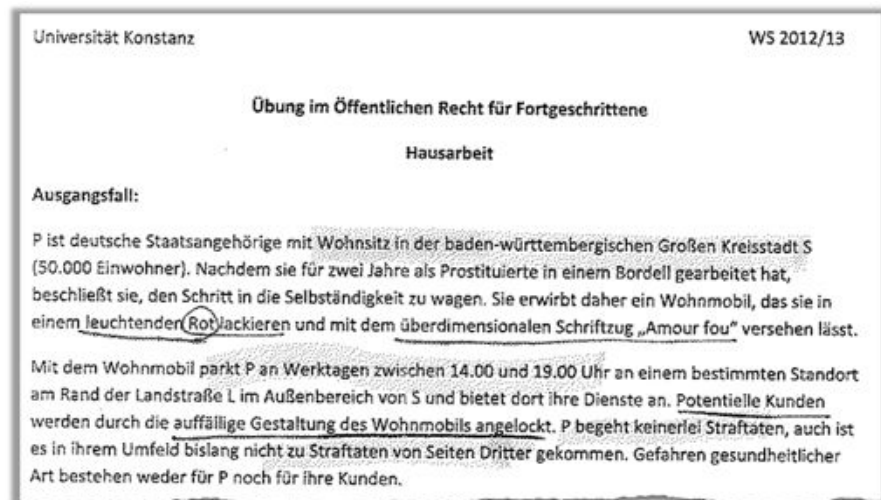 Universität Konstanz WS 2012/13
Übung im Öffentlichen Recht für Fortgeschrittene
Hausarbeit
Ausgangsfall:
P ist deutsche Staatsangehörige mit Wohnsitz in der baden-württembergischen Großen Kreisstadt S
(50.000 Einwohner). Nachdem sie für zwei Jahre als Prostituierte in einem Bordell gearbeitet hat,
beschließt sie, den Schritt in die Selbständigkeit zu wagen. Sie erwirbt daher ein Wohnmobil, das sie in
einem leuchtenden Rot lackieren und mit dem überdimensionalen Schriftzug „Amour fou" versehen lässt.
Mit dem Wohnmobil parkt P an Werktagen zwischen 14.00 und 19.00 Uhr an einem bestimmten Standort
am Rand der Landstraße L im Außenbereich von S und bietet dort ihre Dienste an. Potentielle Kunden
werden durch die auffällige Gestaltung des Wohnmobils angelockt. P begeht keinerlei Straftaten, auch ist
es in ihrem Umfeld bislang nicht zu Straftaten von Seiten Dritter gekommen. Gefahren gesundheitlicher
Art bestehen weder für P noch für ihre Kunden.